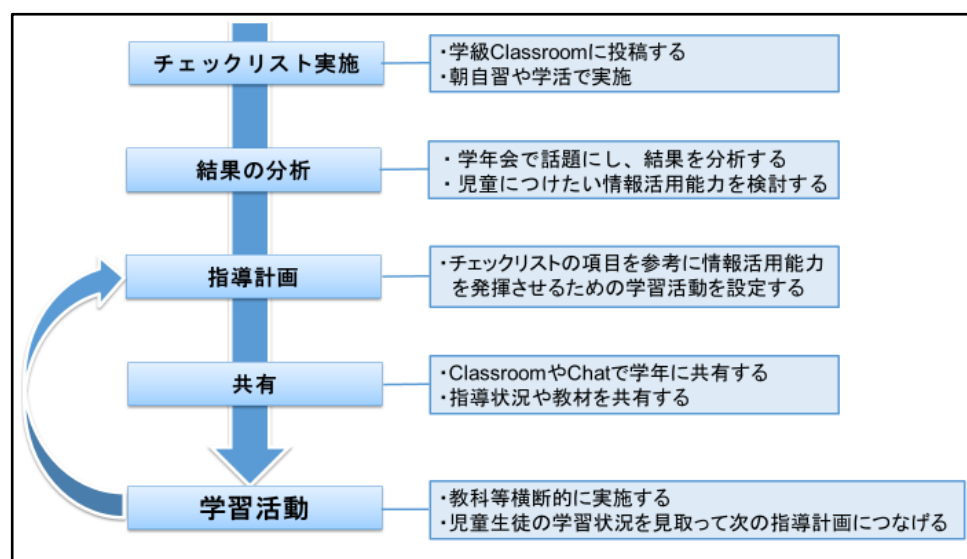 チェックリスト実施
・学級Classroomに投稿する
・朝自習や学活で実施
結果の分析
・学年会で話題にし、結果を分析する
・児童につけたい情報活用能力を検討する
指導計画
・チェックリストの項目を参考に情報活用能力
を発揮させるための学習活動を設定する
共有
・ClassroomやChatで学年に共有する
・指導状況や教材を共有する
学習活動
・教科等横断的に実施する
・児童生徒の学習状況を見取って次の指導計画につなげる